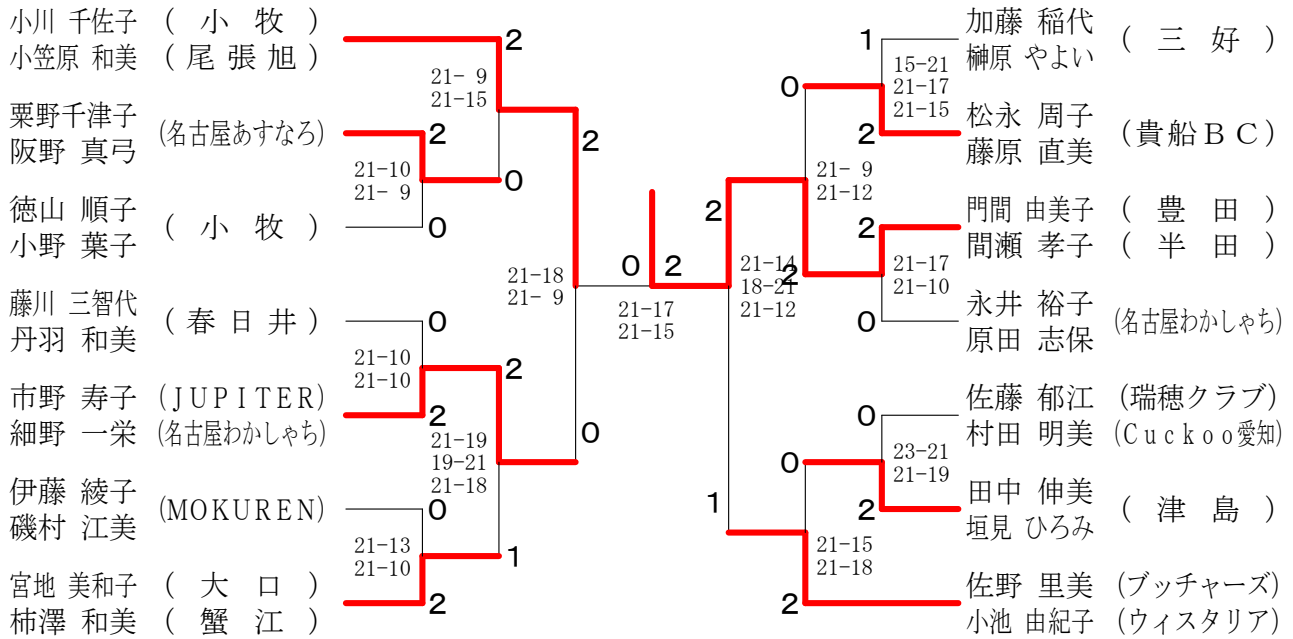 小川 千佐子 ( 小 牧 )
小笠原 和美 ( 尾 張 旭 )
2
21- 9
21-15
栗野千津子
阪野 真弓
(名古屋あすなろ)
2
21-10
21- 9
0
徳山 順子
小野 葉子
( 小 牧 )
0
2
21-18
21- 9
藤川 三智代
丹羽 和美
( 春 日 井 )
0
21-10
21-10
2
市野 寿子 (JUPITER)
細野 一栄 (名古屋わかしゃち)
2
21-19
19-21
21-18
0
伊藤 綾子
磯村 江美
(MOKUREN)
0
21-13
21-10
1
宮地 美和子 ( 大 口 )
柿澤 和美 ( 蟹 江 )
2
0 2
21-17
21-15
加藤 稲代
榊原 やよい
( 三 好 )
1
15-21
21-17
21-15
0
松永 周子
藤原 直美
(貴船BC)
2
21- 9
21-12
2
門間 由美子 ( 豊 田 )
間瀬 孝子 ( 半 田 )
2
21-17
21-10
2
21-14
18-21
21-12
永井 裕子
原田 志保
(名古屋わかしゃち)
0
佐藤 郁江 (瑞穂クラブ)
村田 明美 (Cuckoo愛知)
0
23-21
21-19
0
田中 伸美
垣見 ひろみ
( 津 島 )
2
1
21-15
21-18
佐野 里美 (ブッチャーズ)
小池 由紀子 (ウィスタリア)
2